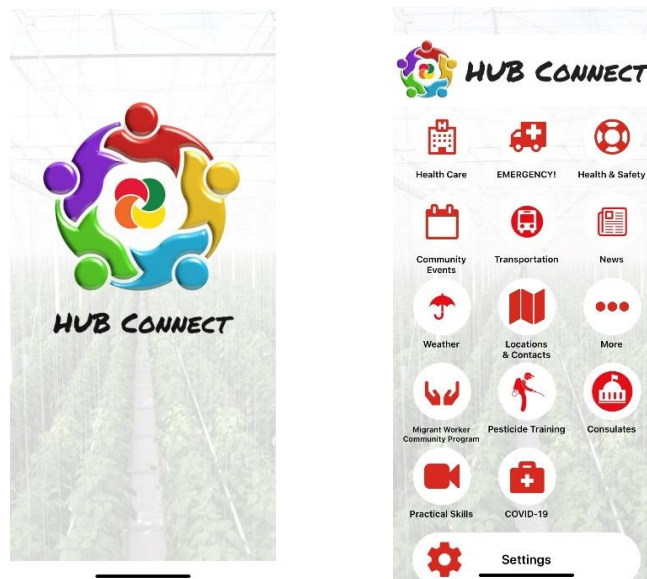 HUB CONNECT
HUB CONNECT
H
Health Care
EMERGENCY!
Health & Safety
Community
Events
Transportation
News
Weather
Locations
& Contacts
More
Migrant Worker
Community Program
Pesticide Training
Consulates
Practical Skills
COVID-19
Settings